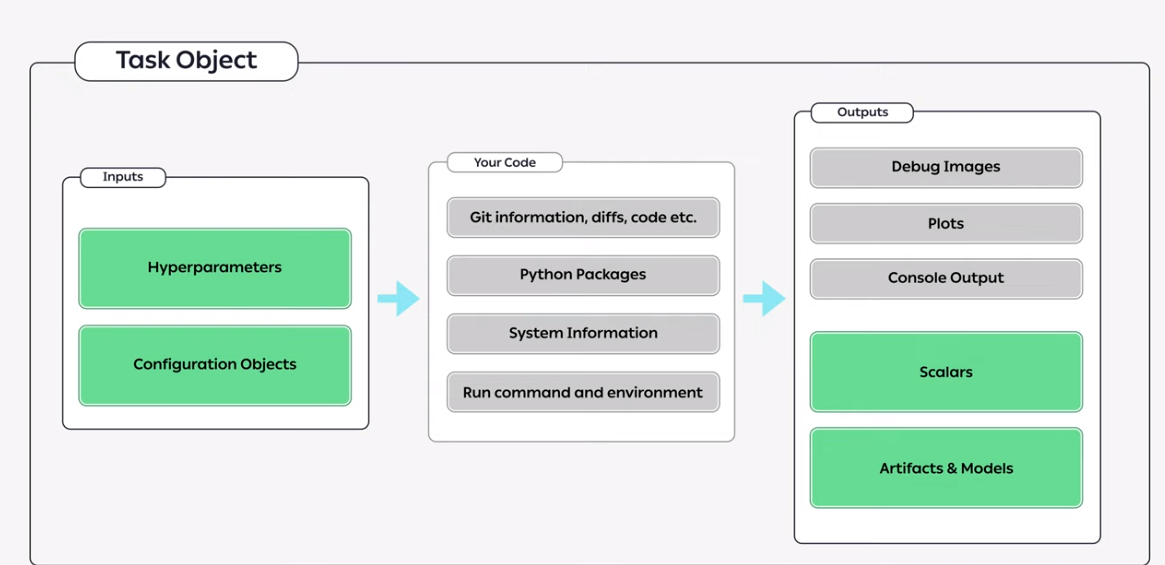 Task Object
Inputs
Hyperparameters
Configuration Objects
Your Code
Git information, diffs, code etc.
Python Packages
System Information
Run command and environment
Outputs
Debug Images
Plots
Console Output
Scalars
Artifacts & Models